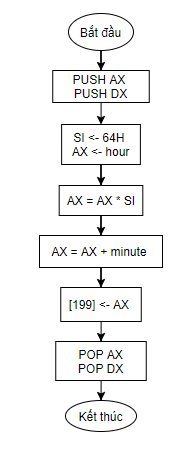 Bắt đầu
PUSH AX
PUSH DX
SI <- 64H
AX <- hour
AX = AX * SI
AX = AX + minute
[199] <- AX
POP AX
POP DX
Kết thúc